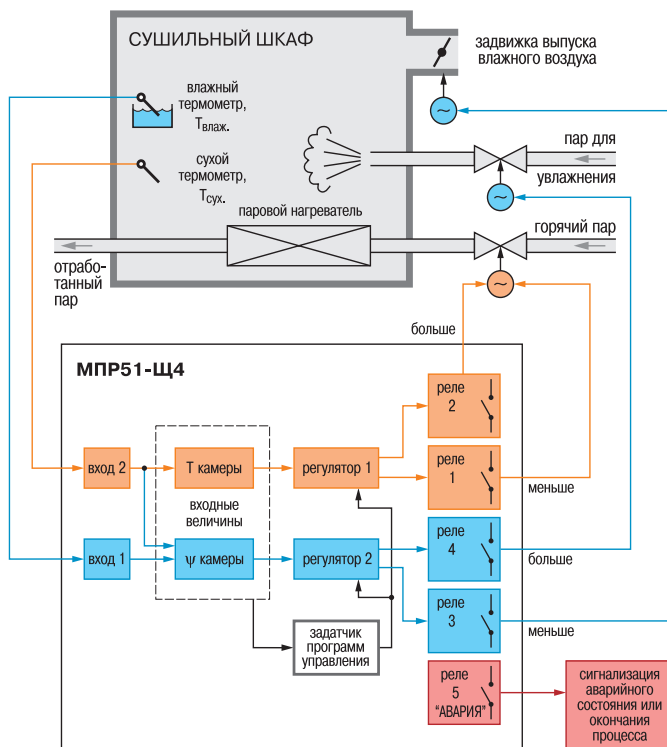 СУШИЛЬНЫЙ ШКАФ
задвижка выпуска
влажного воздуха
влажный
термометр,
Tвлаж.
сухой
термометр,
Tсух.
пар для
увлажнения
паровой нагреватель
горячий пар
отрабо-
танный
пар
больше
МПР51-Щ4
реле
2
вход 2
Т камеры
регулятор 1
реле
1
меньше
входные
величины
вход 1
ψ камеры
регулятор 2
реле
4
больше
реле
3
меньше
задатчик
программ
управления
реле
5
"АВАРИЯ"
сигнализация
аварийного
состояния или
окончания
процесса